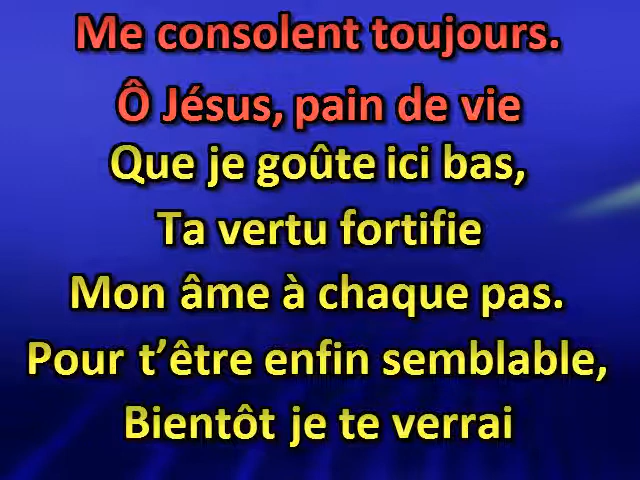 Me consolent toujours.
Ô Jésus, pain de vie
Que je goûte ici bas,
Ta vertu fortifie
Mon âme à chaque pas.
Pour t’être enfin semblable,
Bientôt je te verrai